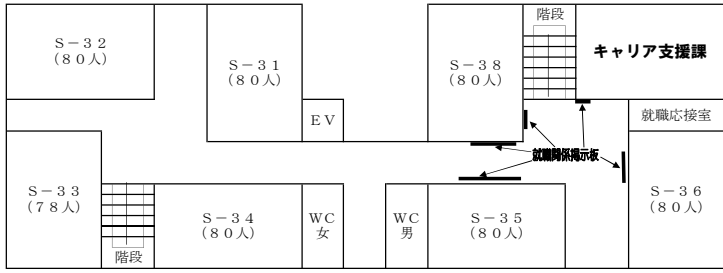 階段
S－３２
（８０人）
S－３１
（８０人）
S－３８
（８０人）
キャリア支援課
ＥＶ
就職応接室
就職関係掲示板
S－３３
（７８人）
S－３４
（８０人）
ＷＣ
女
ＷＣ
男
S－３５
（８０人）
S－３６
（８０人）
階段